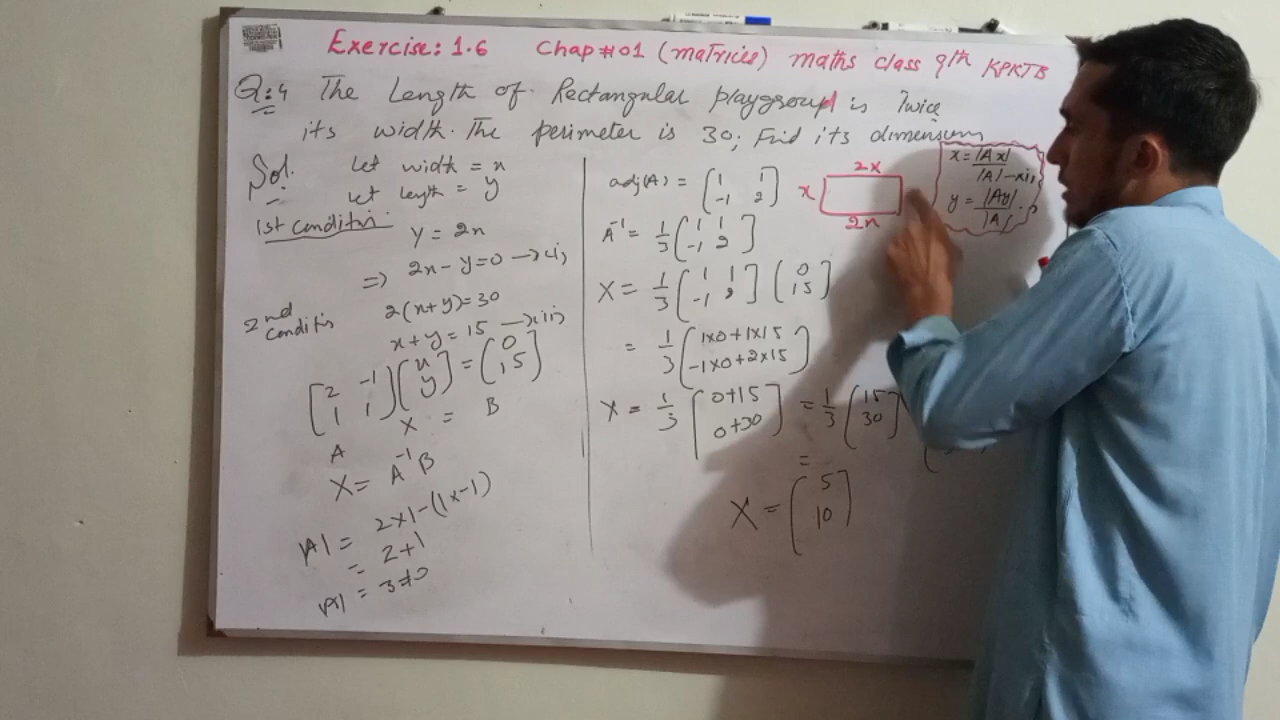 Exercise: 1.6 Chap#01 (matrices) maths class 9th KPKTB
Q:4 The Length of Rectangular playgroup is Twice
its width. The perimeter is 30; Find its dimensions
Sol. Let width = x
Let length = y
1st Condition
y = 2x
⇒ 2x-y=0 →(i)
2nd Condition 2(x+y)=30
x+y=15 →(ii)
[2 -1
1 1] [x
y] = [0
15]
A X = B
X = A⁻¹B
|A| = 2×1-(1×-1)
= 2+1
|A| = 3≠0
adj(A) = [1 1
-1 2]
A⁻¹ = 1/3 [1 1
-1 2]
X = 1/3 [1 1
-1 2] [0
15]
= 1/3 [1×0+1×15
-1×0+2×15]
X = 1/3 [0+15
0+30] = 1/3 [15
30]
=
X = [5
10]
2x
x
2x
x = |Ax|
|A|
y = |Ay|
|A|